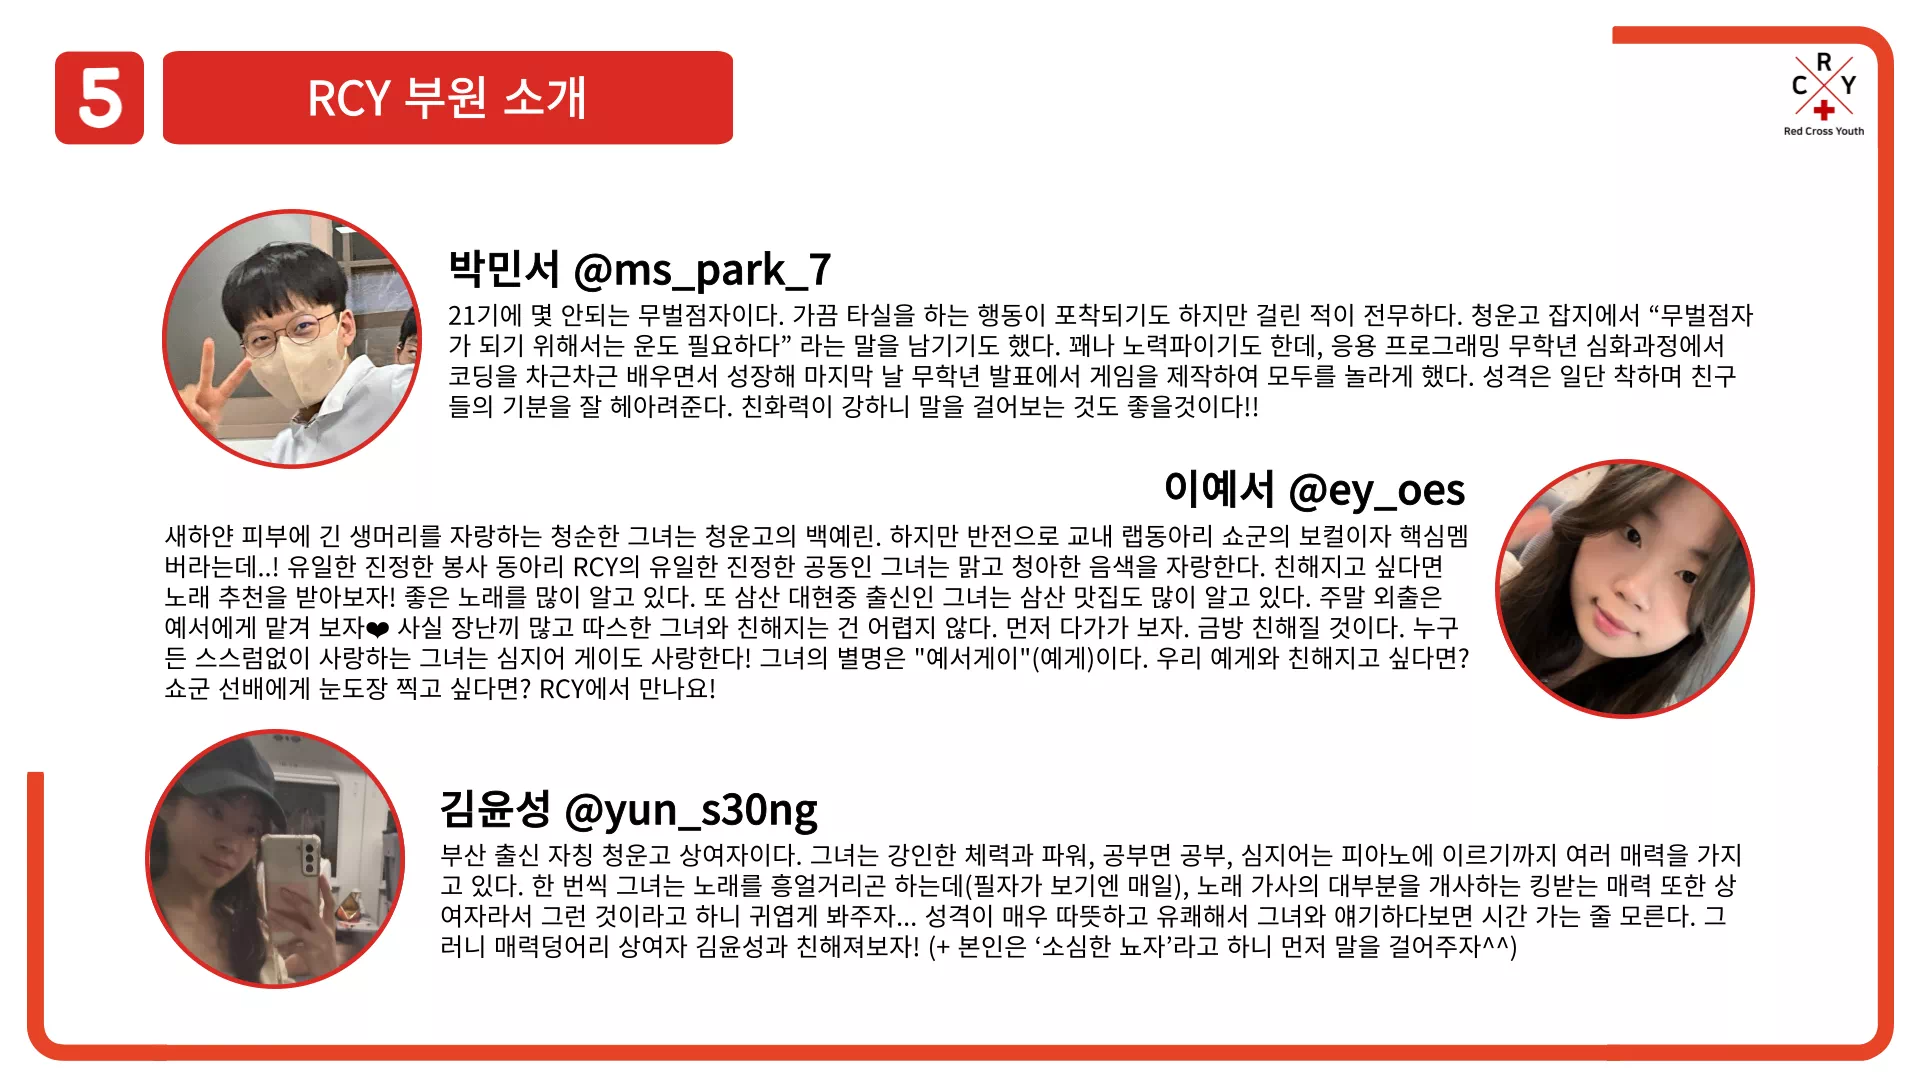 5
RCY 부원 소개
R
C Y
Red Cross Youth
박민서 @ms_park_7
21기에 몇 안되는 무벌점자이다. 가끔 타실을 하는 행동이 포착되기도 하지만 걸린 적이 전무하다. 청운고 잡지에서 “무벌점자
가 되기 위해서는 운도 필요하다” 라는 말을 남기기도 했다. 꽤나 노력파이기도 한데, 응용 프로그래밍 무학년 심화과정에서
코딩을 차근차근 배우면서 성장해 마지막 날 무학년 발표에서 게임을 제작하여 모두를 놀라게 했다. 성격은 일단 착하며 친구
들의 기분을 잘 헤아려준다. 친화력이 강하니 말을 걸어보는 것도 좋을것이다!!
이예서 @ey_oes
새하얀 피부에 긴 생머리를 자랑하는 청순한 그녀는 청운고의 백예린. 하지만 반전으로 교내 랩동아리 쇼군의 보컬이자 핵심멤
버라는데..! 유일한 진정한 봉사 동아리 RCY의 유일한 진정한 공동인 그녀는 맑고 청아한 음색을 자랑한다. 친해지고 싶다면
노래 추천을 받아보자! 좋은 노래를 많이 알고 있다. 또 삼산 대현중 출신인 그녀는 삼산 맛집도 많이 알고 있다. 주말 외출은
예서에게 맡겨 보자❤ 사실 장난끼 많고 따스한 그녀와 친해지는 건 어렵지 않다. 먼저 다가가 보자. 금방 친해질 것이다. 누구
든 스스럼없이 사랑하는 그녀는 심지어 게이도 사랑한다! 그녀의 별명은 "예서게이"(예게)이다. 우리 예게와 친해지고 싶다면?
쇼군 선배에게 눈도장 찍고 싶다면? RCY에서 만나요!
김윤성 @yun_s30ng
부산 출신 자칭 청운고 상여자이다. 그녀는 강인한 체력과 파워, 공부면 공부, 심지어는 피아노에 이르기까지 여러 매력을 가지
고 있다. 한 번씩 그녀는 노래를 흥얼거리곤 하는데(필자가 보기엔 매일), 노래 가사의 대부분을 개사하는 킹받는 매력 또한 상
여자라서 그런 것이라고 하니 귀엽게 봐주자... 성격이 매우 따뜻하고 유쾌해서 그녀와 얘기하다보면 시간 가는 줄 모른다. 그
러니 매력덩어리 상여자 김윤성과 친해져보자! (+ 본인은 ‘소심한 뇨자’라고 하니 먼저 말을 걸어주자^^)